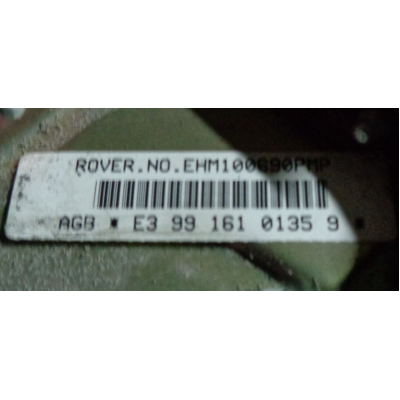 ROVER.NO.EHM100690PMP
AGB * E3 99 161 0135 9 *